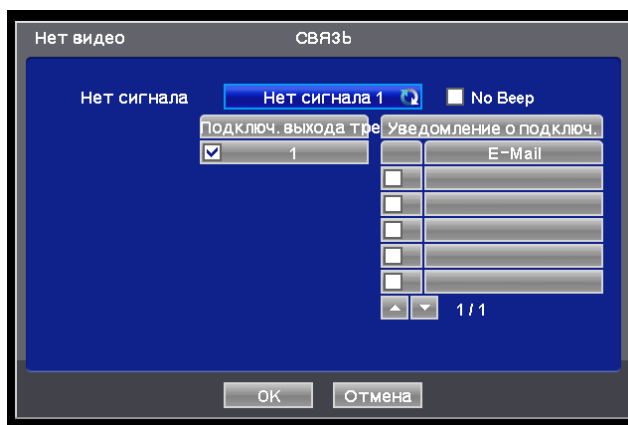 Нет видео СВЯЗЬ
Нет сигнала Нет сигнала 1 No Beep
Подключ. выхода тре Уведомление о подключ.
1 E-Mail
1 / 1
OK Отмена